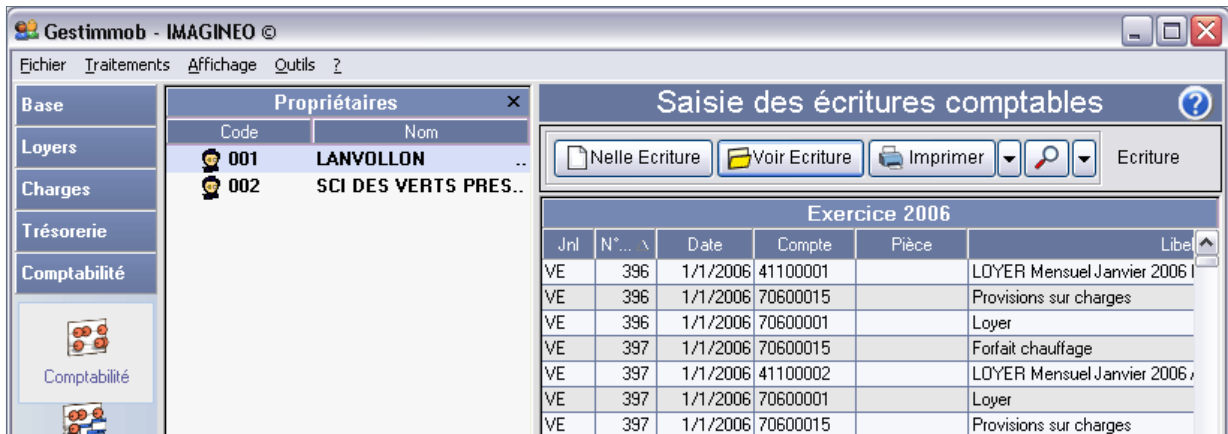 Gestimmob - IMAGINEO ©
Fichier Traitements Affichage Outils ?
Base
Loyers
Charges
Trésorerie
Comptabilité
Comptabilité
Propriétaires
Code Nom
001 LANVOLLON ..
002 SCI DES VERTS PRES..
Saisie des écritures comptables
Nelle Ecriture Voir Ecriture Imprimer Ecriture
Exercice 2006
Jnl N°... Date Compte Pièce Libel
VE 396 1/1/2006 41100001 LOYER Mensuel Janvier 2006
VE 396 1/1/2006 70600015 Provisions sur charges
VE 396 1/1/2006 70600001 Loyer
VE 397 1/1/2006 70600015 Forfait chauffage
VE 397 1/1/2006 41100002 LOYER Mensuel Janvier 2006
VE 397 1/1/2006 70600001 Loyer
VE 397 1/1/2006 70600015 Provisions sur charges